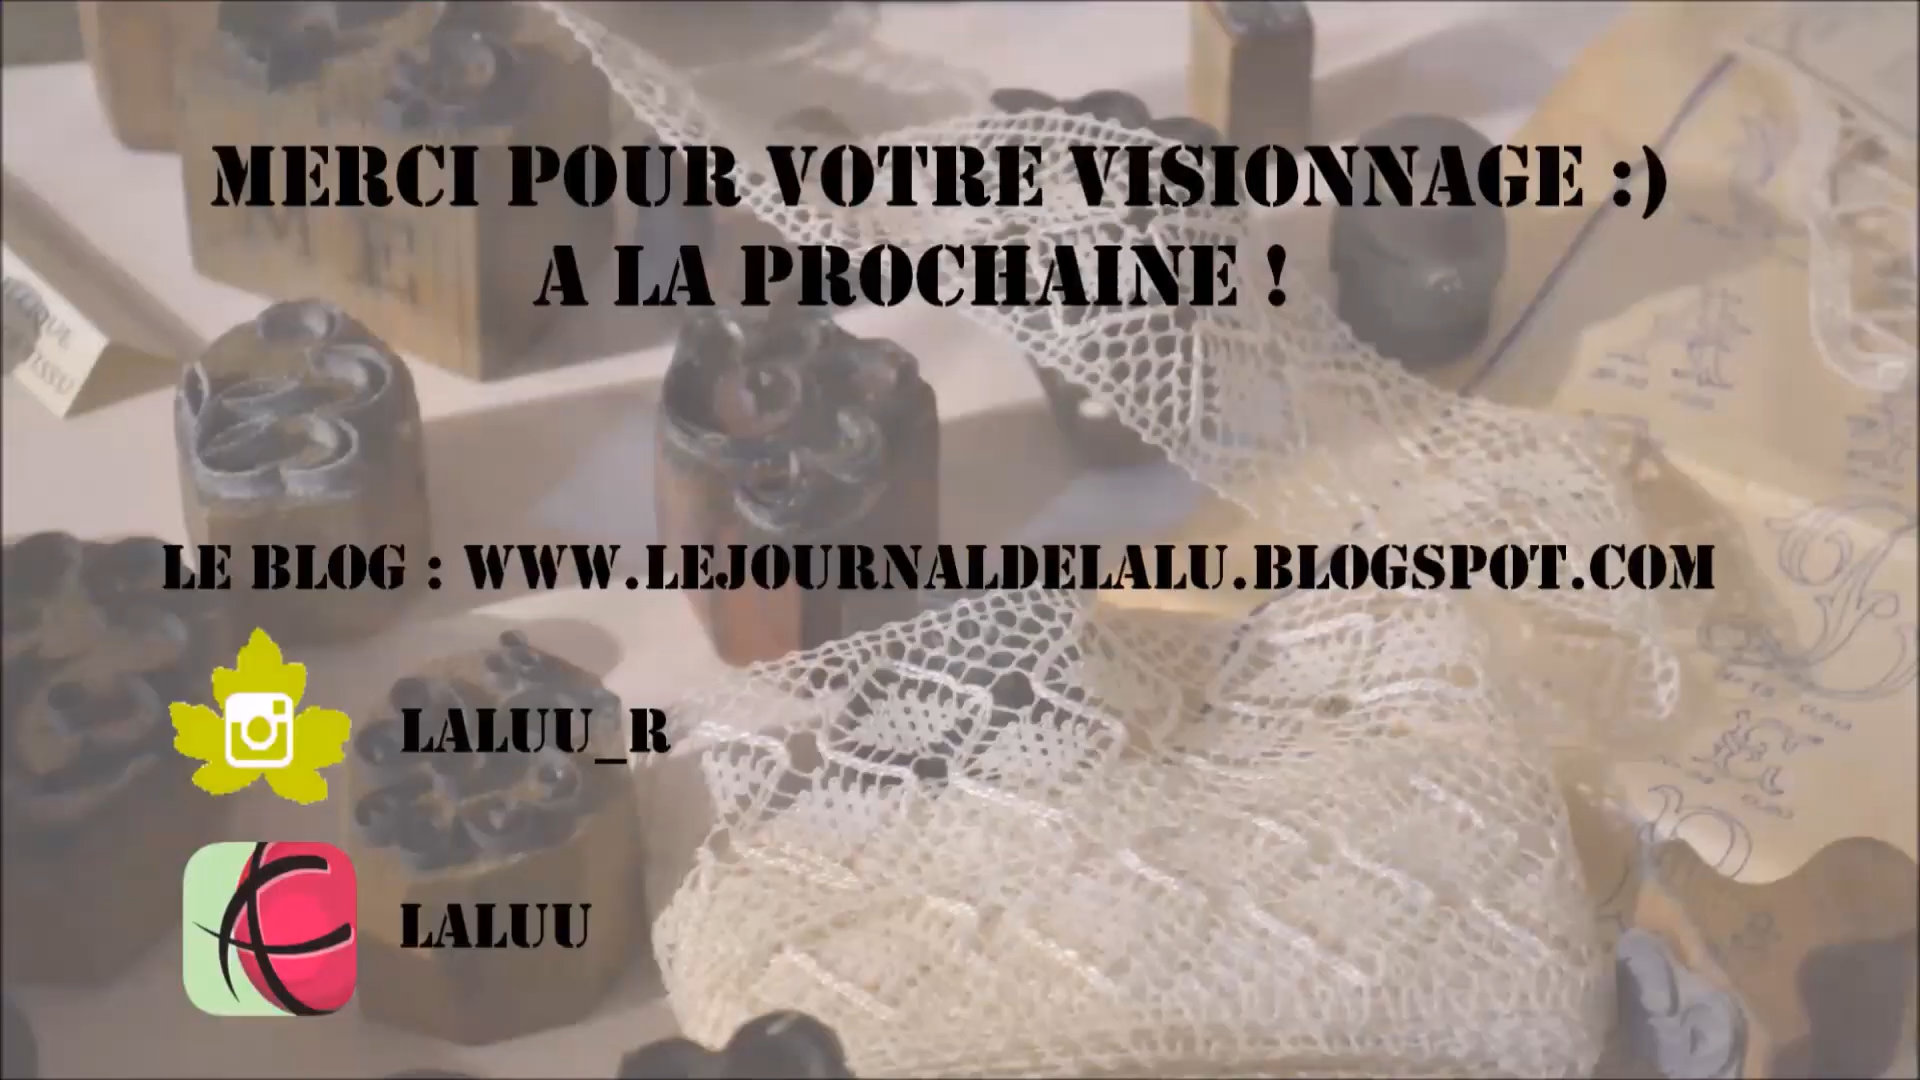 MERCI POUR VOTRE VISIONNAGE :)
A LA PROCHAINE !
LE BLOG : WWW.LEJOURNALDELALU.BLOGSPOT.COM
LALUU_R
LALUU